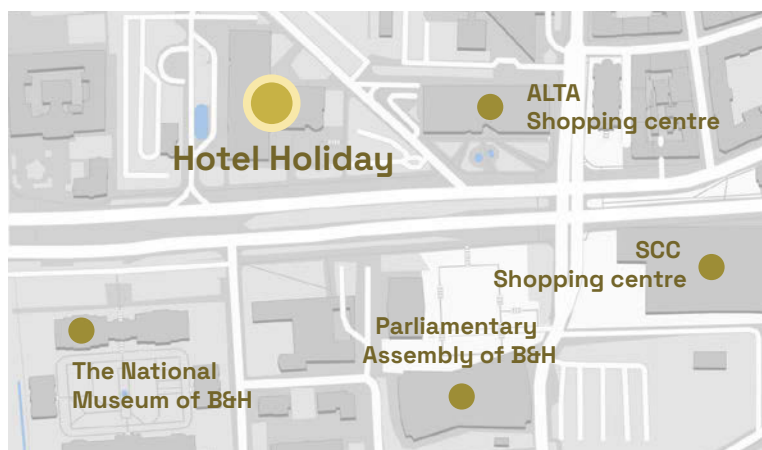 ALTA
Shopping centre
Hotel Holiday
SCC
Shopping centre
Parliamentary
Assembly of B&H
The National
Museum of B&H